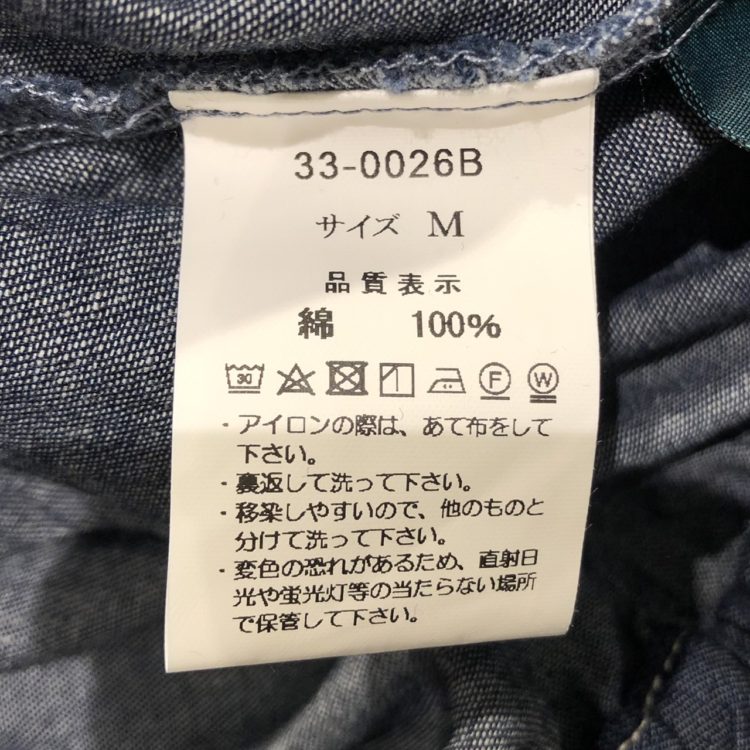 33-0026B
サイズ M
品質表示
綿 100%
30 F W
・アイロンの際は、あて布をして
下さい。
・裏返して洗って下さい。
・移染しやすいので、他のものと
分けて洗って下さい。
・変色の恐れがあるため、直射日
光や蛍光灯等の当たらない場所
で保管して下さい。